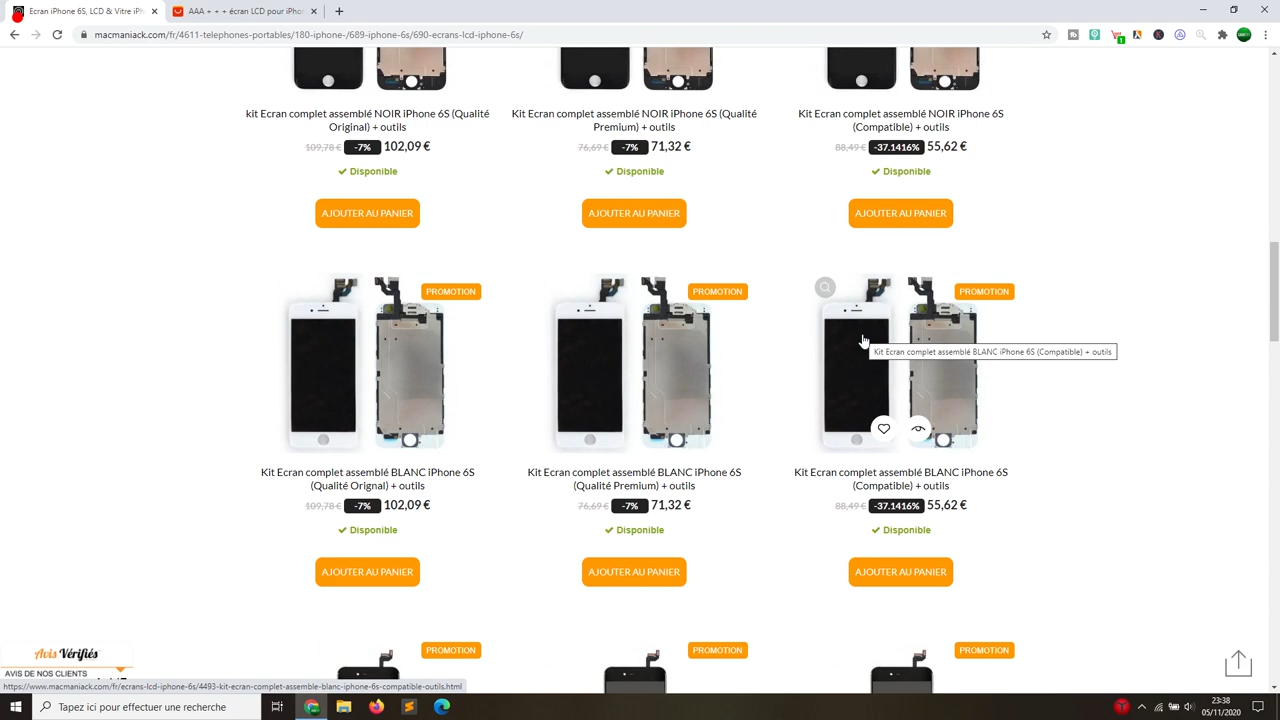 Ecran iPhone 6S, LCD & Vitre iPh
AAA + + + écran LCD pour iPhon
macmaniack.com/fr/4611-telephones-portables/180-iphone-/689-iphone-6s/690-ecrans-lcd-iphone-6s/
kit Ecran complet assemblé NOIR iPhone 6S (Qualité
Original) + outils
109,78 € -7% 102,09 €
Disponible
AJOUTER AU PANIER
kit Ecran complet assemblé NOIR iPhone 6S (Qualité
Premium) + outils
76,69 € -7% 71,32 €
Disponible
AJOUTER AU PANIER
Kit Ecran complet assemblé NOIR iPhone 6S
(Compatible) + outils
88,49 € -37.1416% 55,62 €
Disponible
AJOUTER AU PANIER
PROMOTION
Kit Ecran complet assemblé BLANC iPhone 6S
(Qualité Orignal) + outils
109,78 € -7% 102,09 €
Disponible
AJOUTER AU PANIER
PROMOTION
Kit Ecran complet assemblé BLANC iPhone 6S
(Qualité Premium) + outils
76,69 € -7% 71,32 €
Disponible
AJOUTER AU PANIER
PROMOTION
Kit Ecran complet assemblé BLANC iPhone 6S (Compatible) + outils
Kit Ecran complet assemblé BLANC iPhone 6S
(Compatible) + outils
88,49 € -37.1416% 55,62 €
Disponible
AJOUTER AU PANIER
PROMOTION
PROMOTION
PROMOTION
Avis Vérifiés
AVIS DE NOS CLIENTS
https://www.macmaniack.com/fr/ecrans-lcd-iphone-6s/4493-kit-ecran-complet-assemble-blanc-iphone-6s-compatible-outils.html
Tapez ici pour effectuer une recherche
23:38
05/11/2020